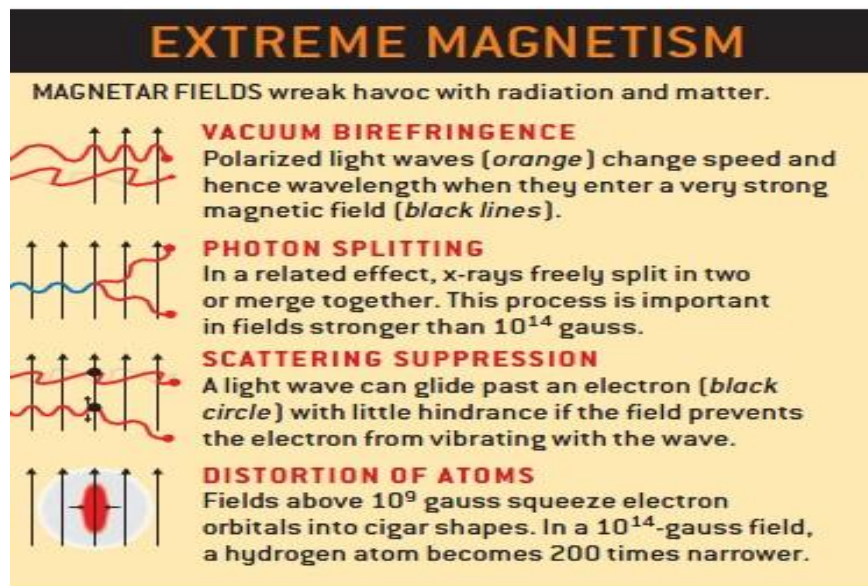 EXTREME MAGNETISM
MAGNETAR FIELDS wreak havoc with radiation and matter.
VACUUM BIREFRINGENCE
Polarized light waves (orange) change speed and
hence wavelength when they enter a very strong
magnetic field (black lines).
PHOTON SPLITTING
In a related effect, x-rays freely split in two
or merge together. This process is important
in fields stronger than 10¹⁴ gauss.
SCATTERING SUPPRESSION
A light wave can glide past an electron (black
circle) with little hindrance if the field prevents
the electron from vibrating with the wave.
DISTORTION OF ATOMS
Fields above 10⁹ gauss squeeze electron
orbitals into cigar shapes. In a 10¹⁴-gauss field,
a hydrogen atom becomes 200 times narrower.